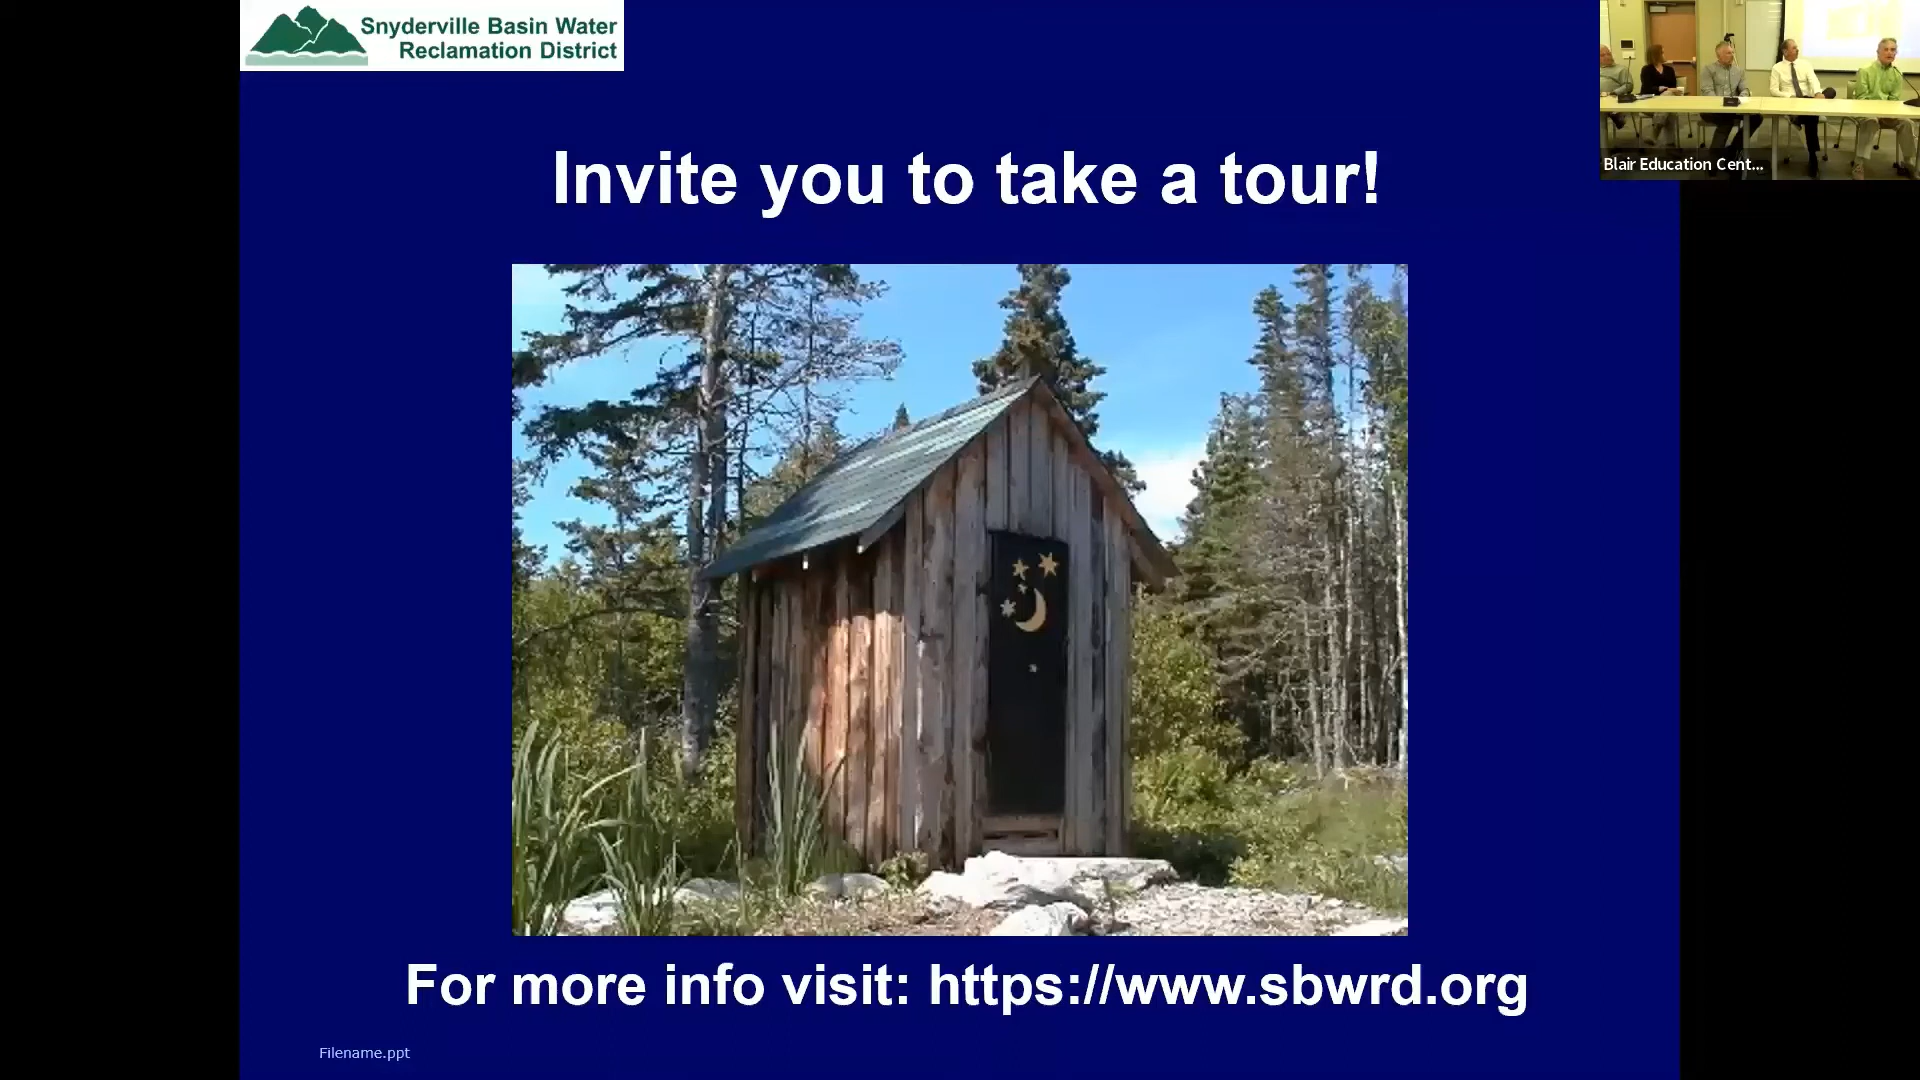 Snyderville Basin Water
Reclamation District
Blair Education Cent...
Invite you to take a tour!
For more info visit: https://www.sbwrd.org
Filename.ppt